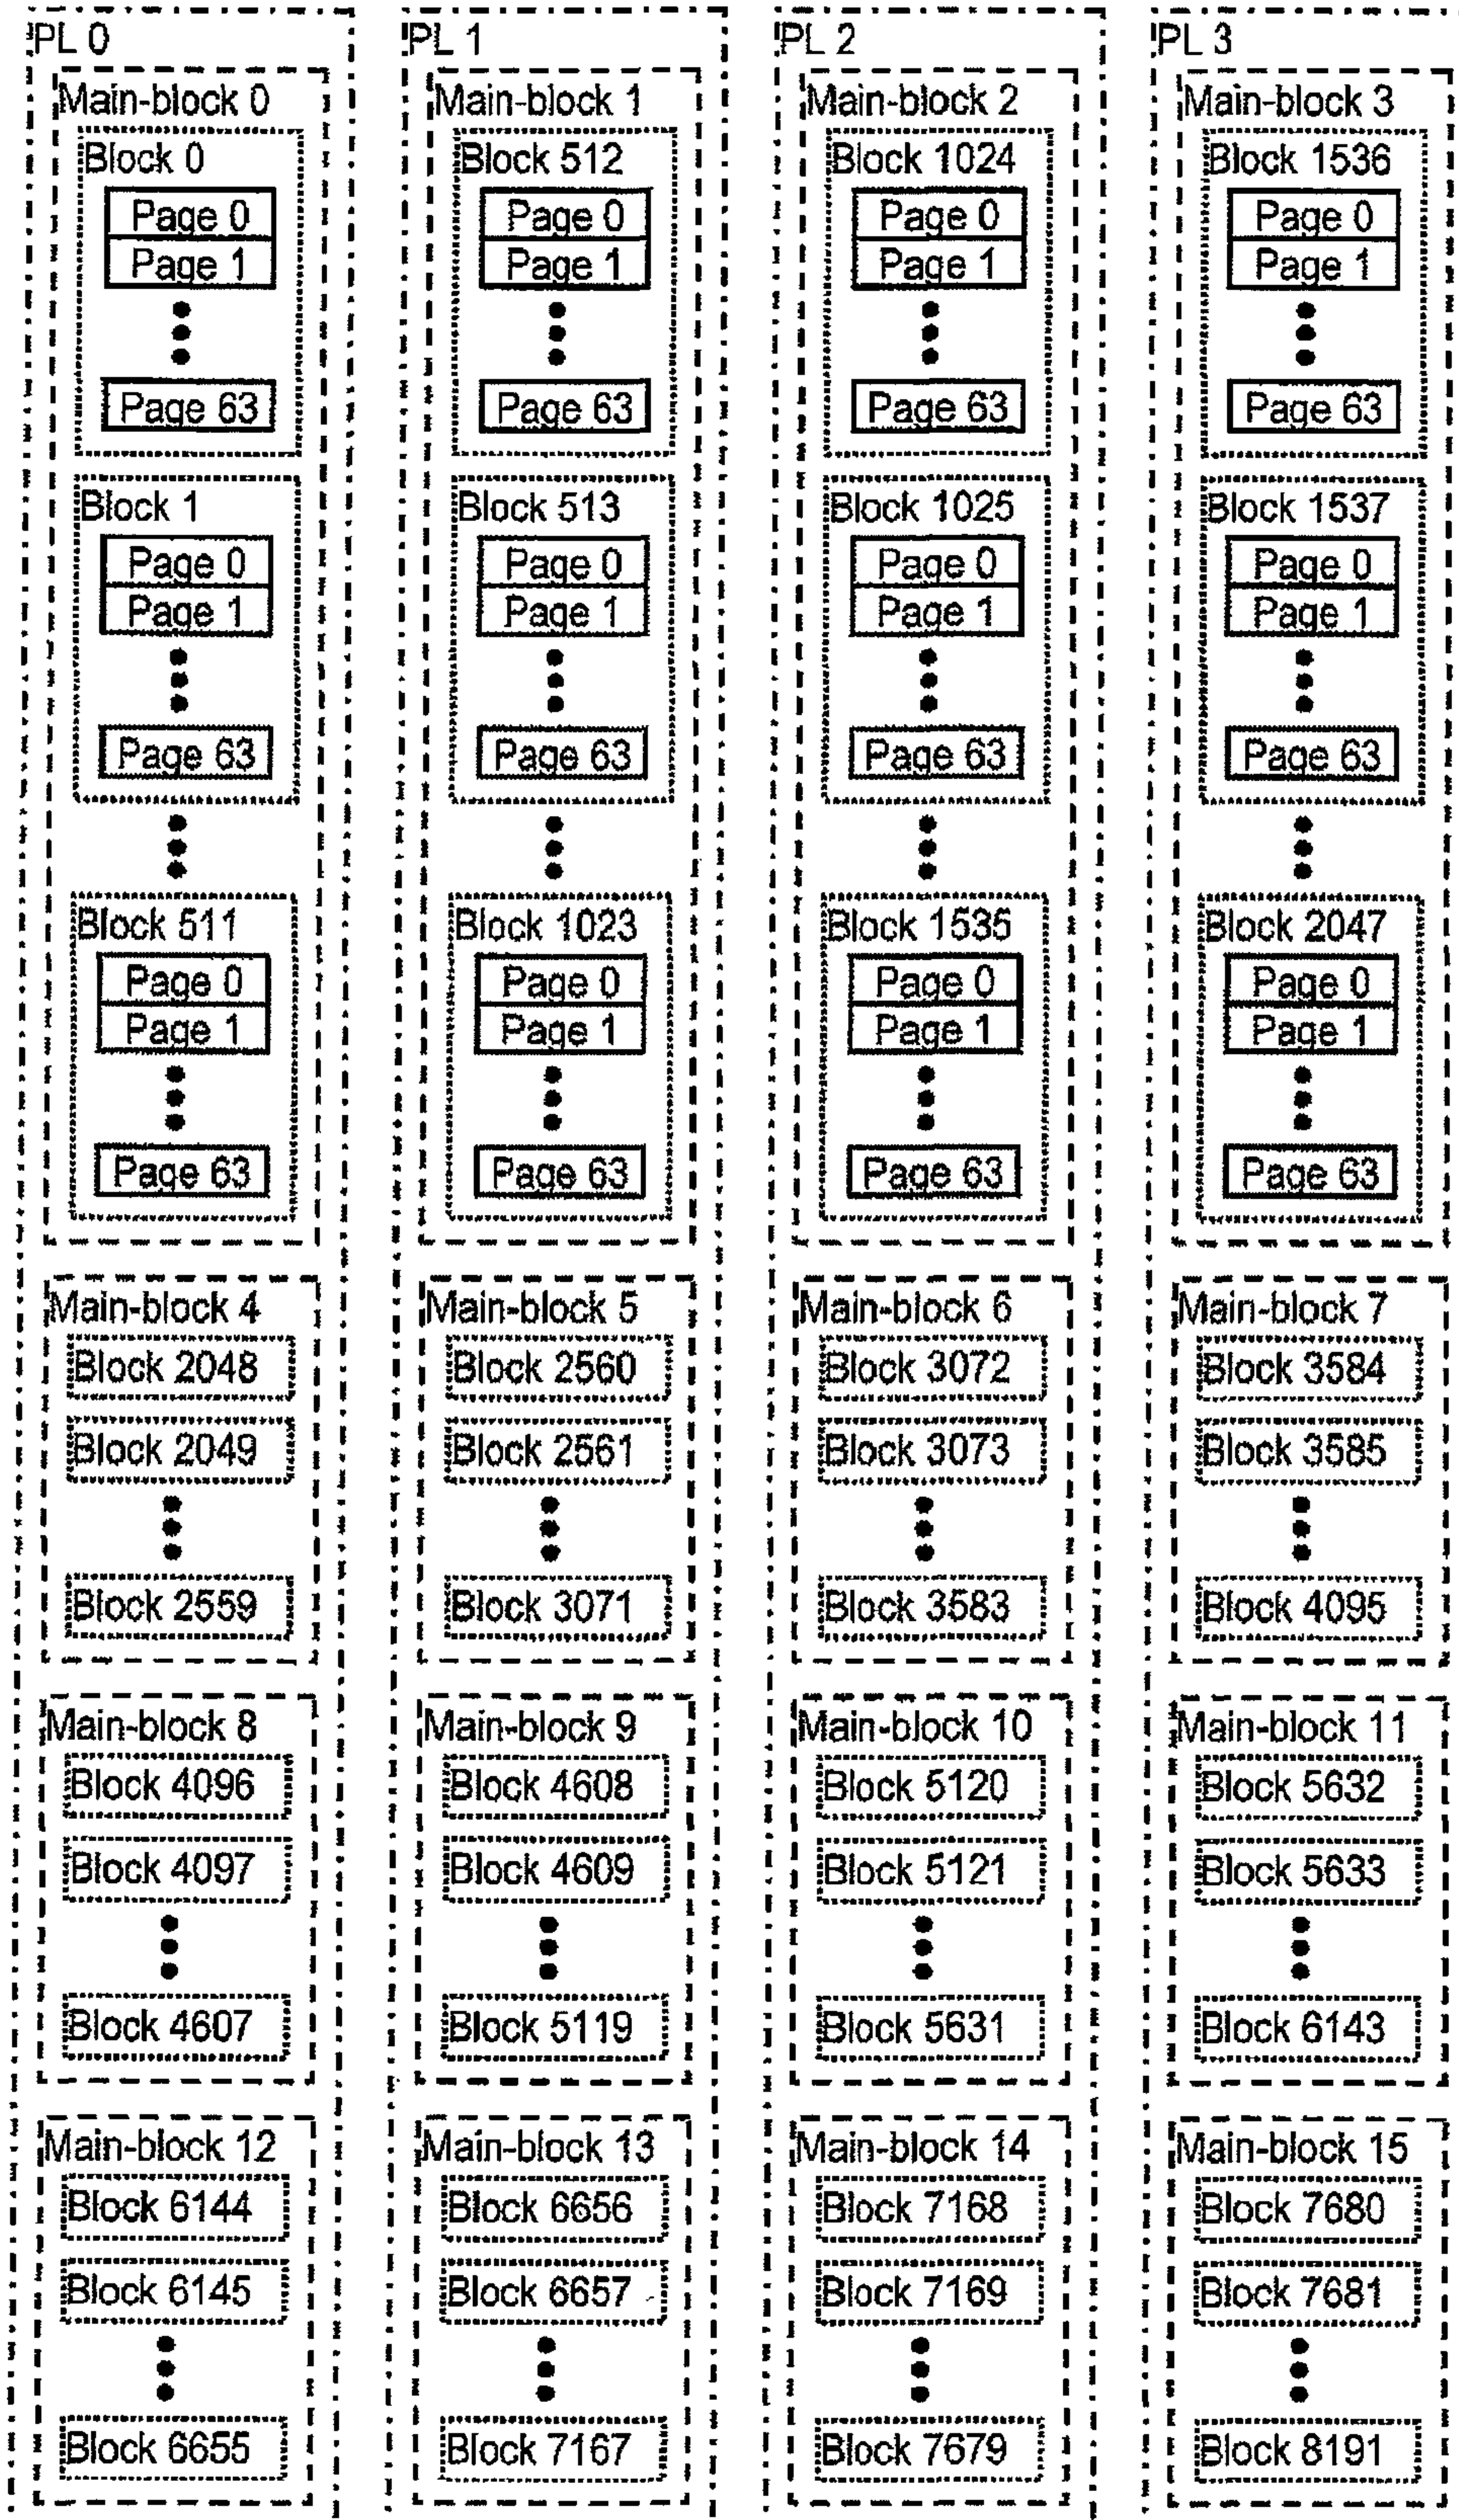 PL 0
Main-block 0
Block 0
Page 0
Page 1
Page 63
Block 1
Page 0
Page 1
Page 63
Block 511
Page 0
Page 1
Page 63
Main-block 4
Block 2048
Block 2049
Block 2559
Main-block 8
Block 4096
Block 4097
Block 4607
Main-block 12
Block 6144
Block 6145
Block 6655
PL 1
Main-block 1
Block 512
Page 0
Page 1
Page 63
Block 513
Page 0
Page 1
Page 63
Block 1023
Page 0
Page 1
Page 63
Main-block 5
Block 2560
Block 2561
Block 3071
Main-block 9
Block 4608
Block 4609
Block 5119
Main-block 13
Block 6656
Block 6657
Block 7167
PL 2
Main-block 2
Block 1024
Page 0
Page 1
Page 63
Block 1025
Page 0
Page 1
Page 63
Block 1535
Page 0
Page 1
Page 63
Main-block 6
Block 3072
Block 3073
Block 3583
Main-block 10
Block 5120
Block 5121
Block 5631
Main-block 14
Block 7168
Block 7169
Block 7679
PL 3
Main-block 3
Block 1536
Page 0
Page 1
Page 63
Block 1537
Page 0
Page 1
Page 63
Block 2047
Page 0
Page 1
Page 63
Main-block 7
Block 3584
Block 3585
Block 4095
Main-block 11
Block 5632
Block 5633
Block 6143
Main-block 15
Block 7680
Block 7681
Block 8191